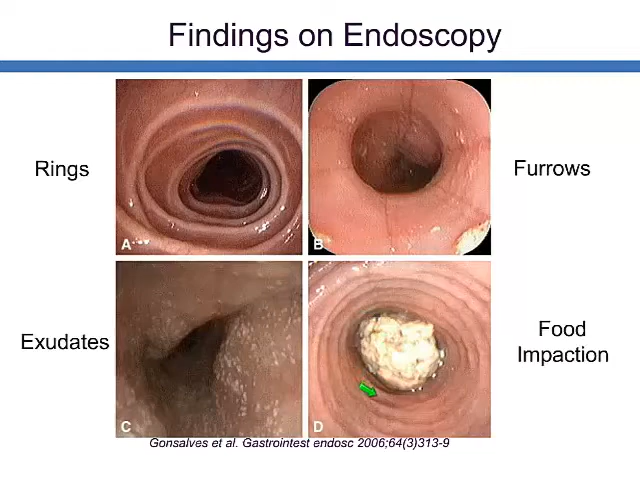 Findings on Endoscopy
Rings
A
B
Furrows
Exudates
C
D
Food
Impaction
Gonsalves et al. Gastrointest endosc 2006;64(3)313-9